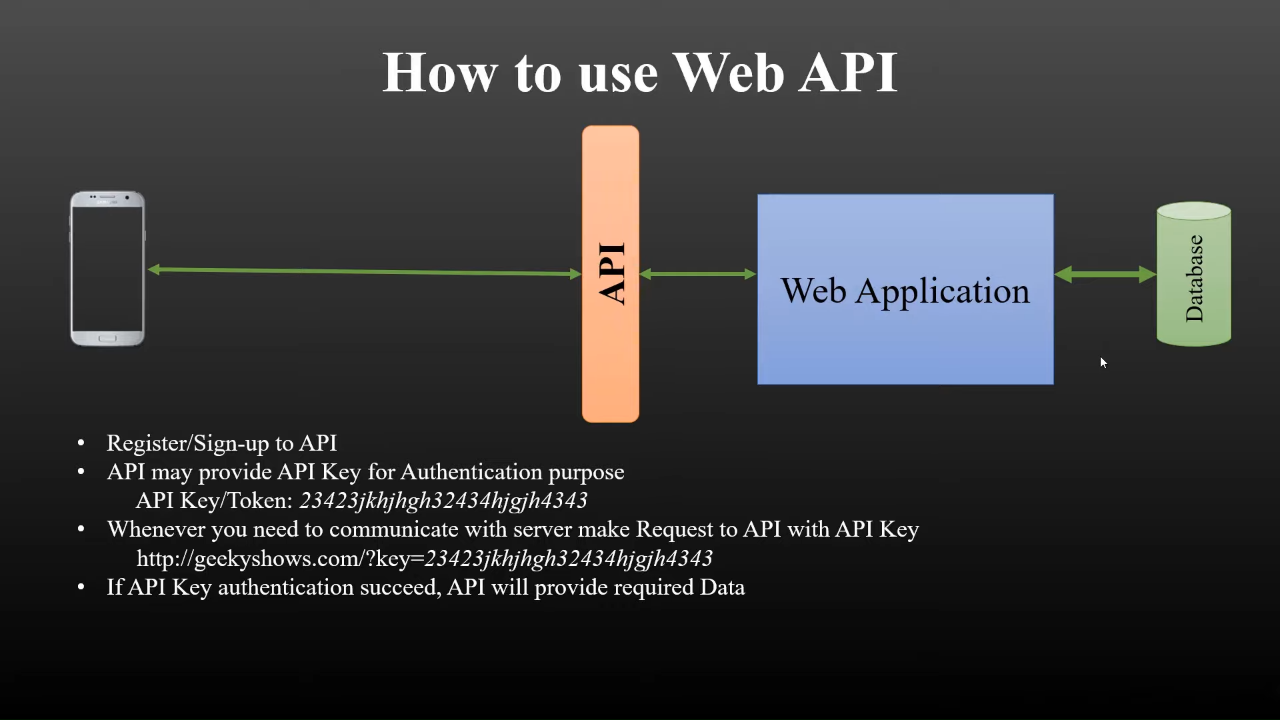 How to use Web API
API
Web Application
Database
• Register/Sign-up to API
• API may provide API Key for Authentication purpose
API Key/Token: 23423jkhjhgh32434hjgjh4343
• Whenever you need to communicate with server make Request to API with API Key
http://geekyshows.com/?key=23423jkhjhgh32434hjgjh4343
• If API Key authentication succeed, API will provide required Data